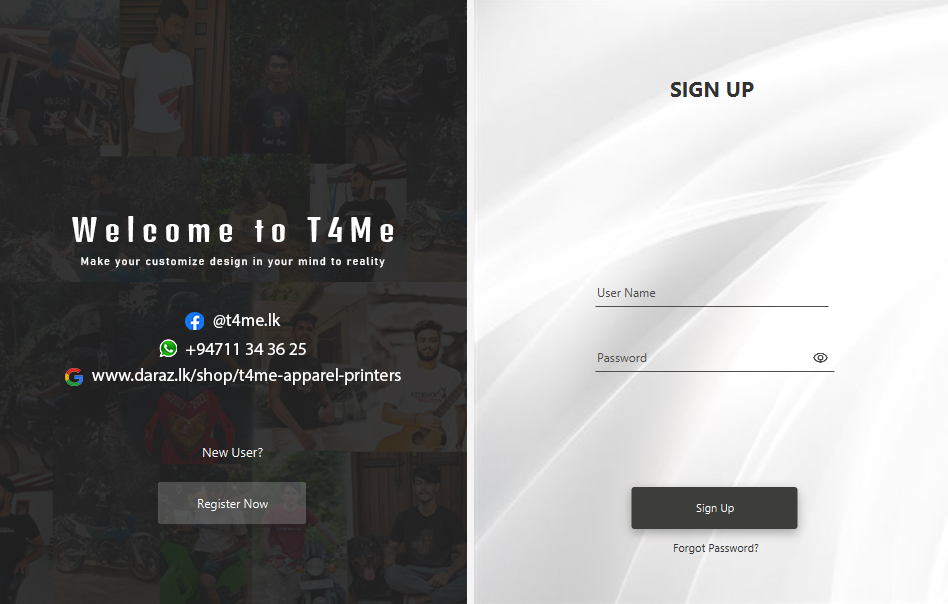 Welcome to T4Me
Make your customize design in your mind to reality
@t4me.lk
+94711 34 36 25
www.daraz.lk/shop/t4me-apparel-printers
New User?
Register Now
SIGN UP
User Name
Password
Sign Up
Forgot Password?